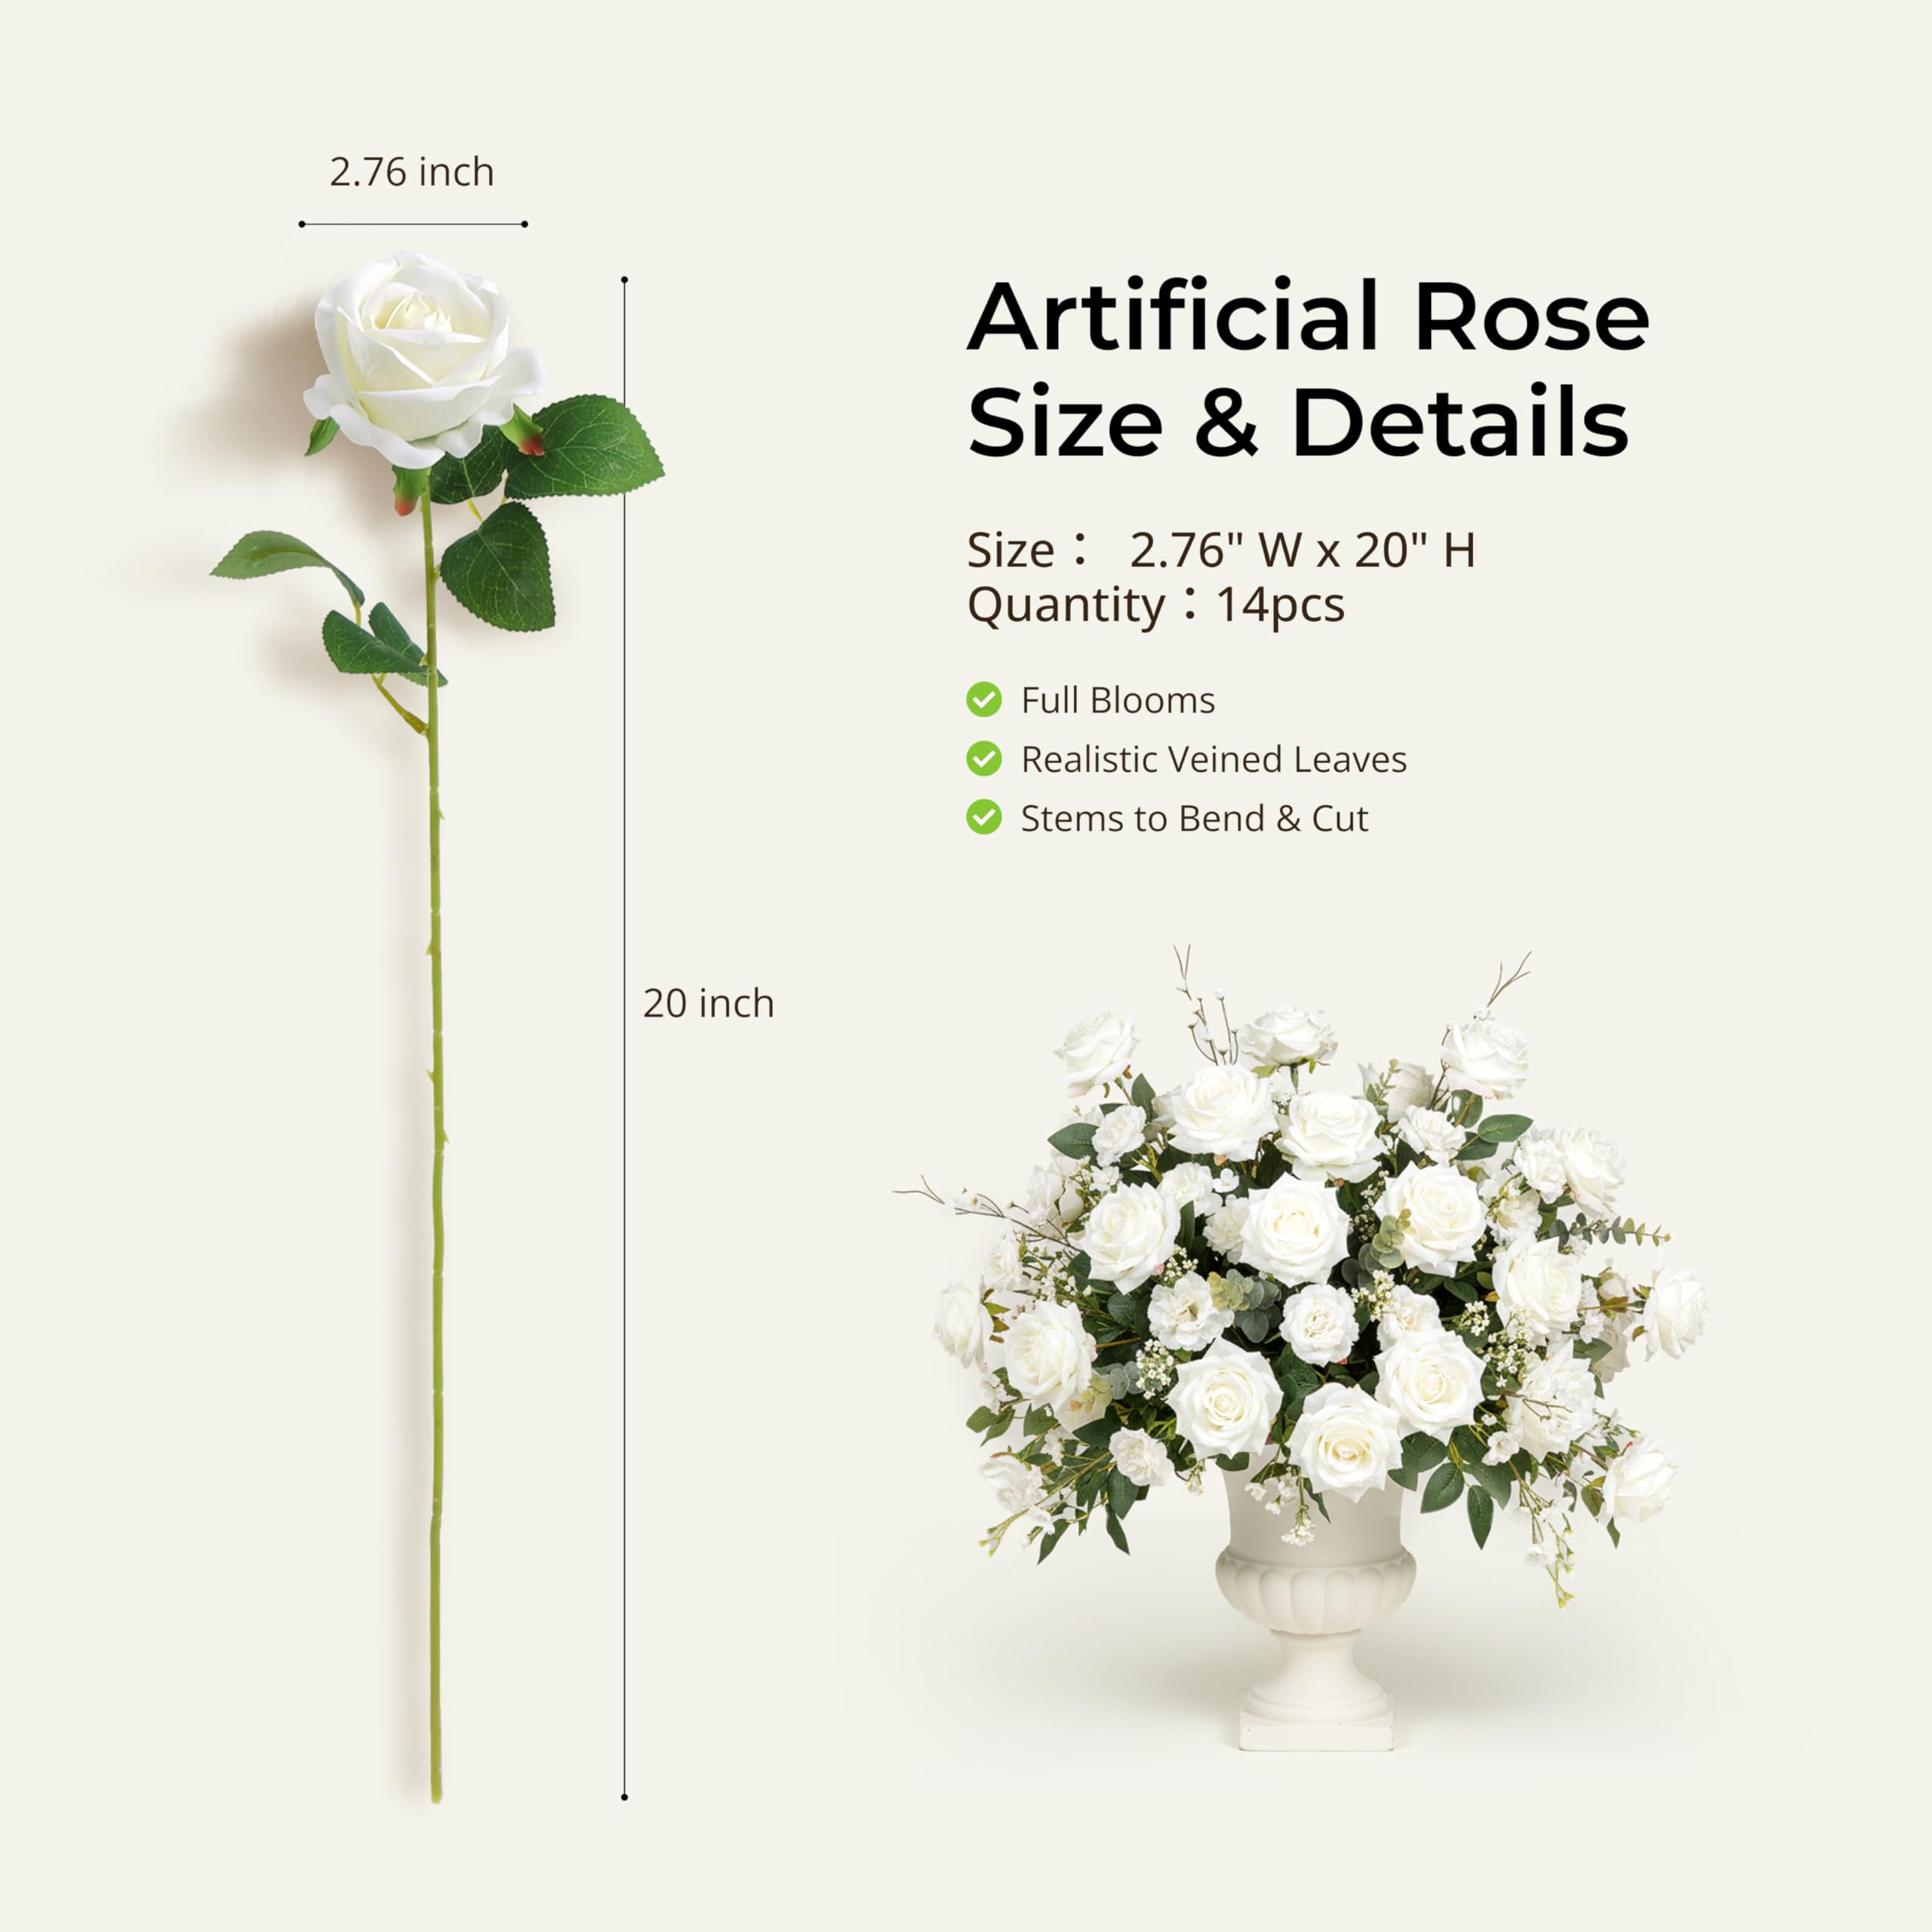 2.76 inch
Artificial Rose
Size & Details
Size： 2.76" W x 20" H
Quantity：14pcs
Full Blooms
Realistic Veined Leaves
Stems to Bend & Cut
20 inch